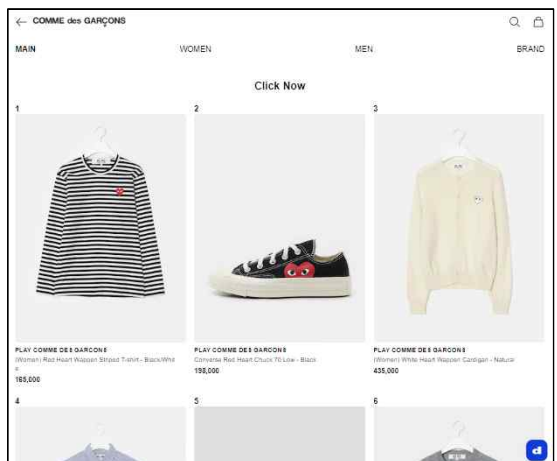 COMME des GARÇONS
MAIN WOMEN MEN BRAND
Click Now
1 2 3
PLAY COMME DES GARCONS
(Women) Red Heart Wappen Striped T-shirt - Black/Whit
e
165,000
PLAY COMME DES GARCONS
Converse Red Heart Chuck 70 Low - Black
198,000
PLAY COMME DES GARCONS
(Women) White Heart Wappen Cardigan - Natural
435,000
4 5 6